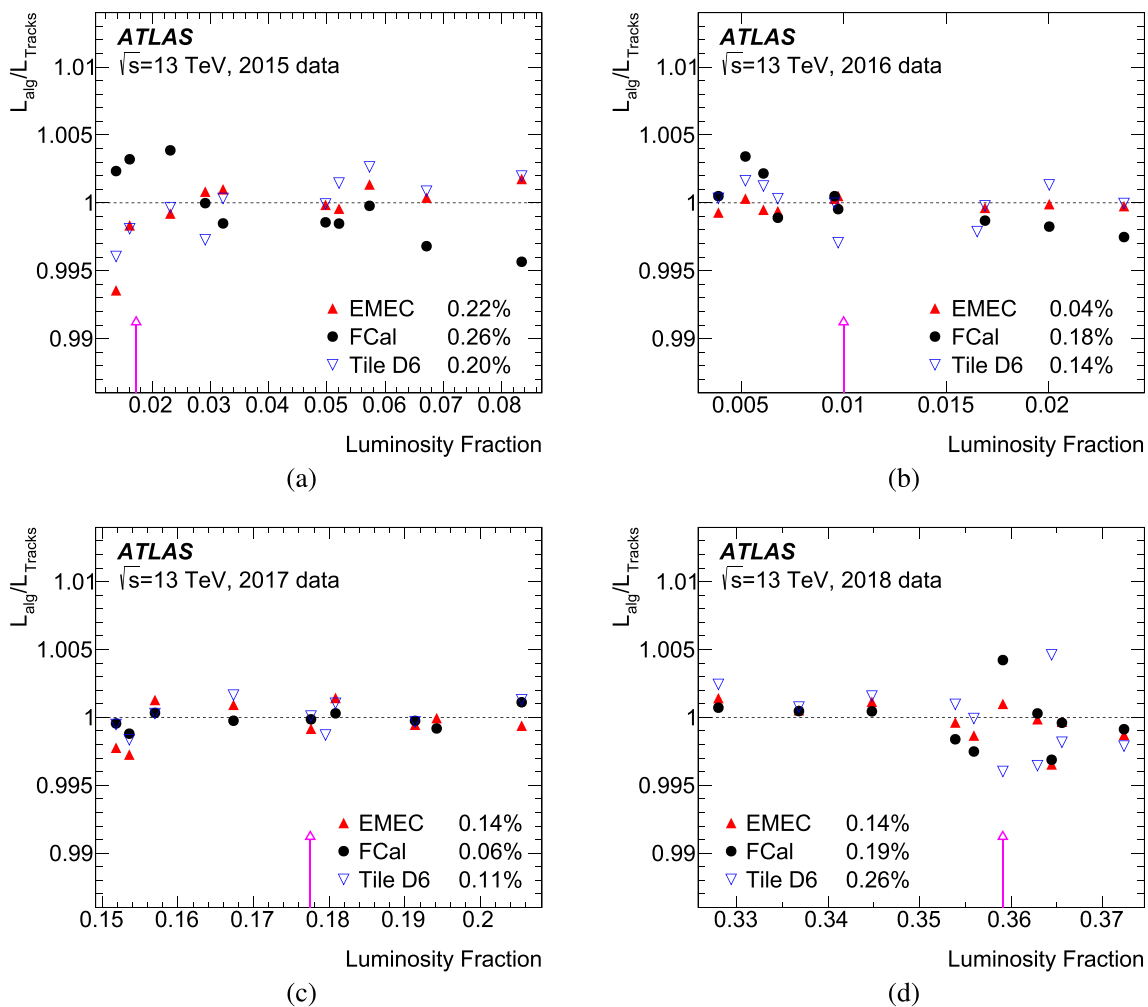 L_alg/L_Tracks
ATLAS
√s=13 TeV, 2015 data
1.01
1.005
1
0.995
0.99
EMEC 0.22%
FCal 0.26%
Tile D6 0.20%
0.02 0.03 0.04 0.05 0.06 0.07 0.08
Luminosity Fraction
(a)
L_alg/L_Tracks
ATLAS
√s=13 TeV, 2016 data
1.01
1.005
1
0.995
0.99
EMEC 0.04%
FCal 0.18%
Tile D6 0.14%
0.005 0.01 0.015 0.02
Luminosity Fraction
(b)
L_alg/L_Tracks
ATLAS
√s=13 TeV, 2017 data
1.01
1.005
1
0.995
0.99
EMEC 0.14%
FCal 0.06%
Tile D6 0.11%
0.15 0.16 0.17 0.18 0.19 0.2
Luminosity Fraction
(c)
L_alg/L_Tracks
ATLAS
√s=13 TeV, 2018 data
1.01
1.005
1
0.995
0.99
EMEC 0.14%
FCal 0.19%
Tile D6 0.26%
0.33 0.34 0.35 0.36 0.37
Luminosity Fraction
(d)